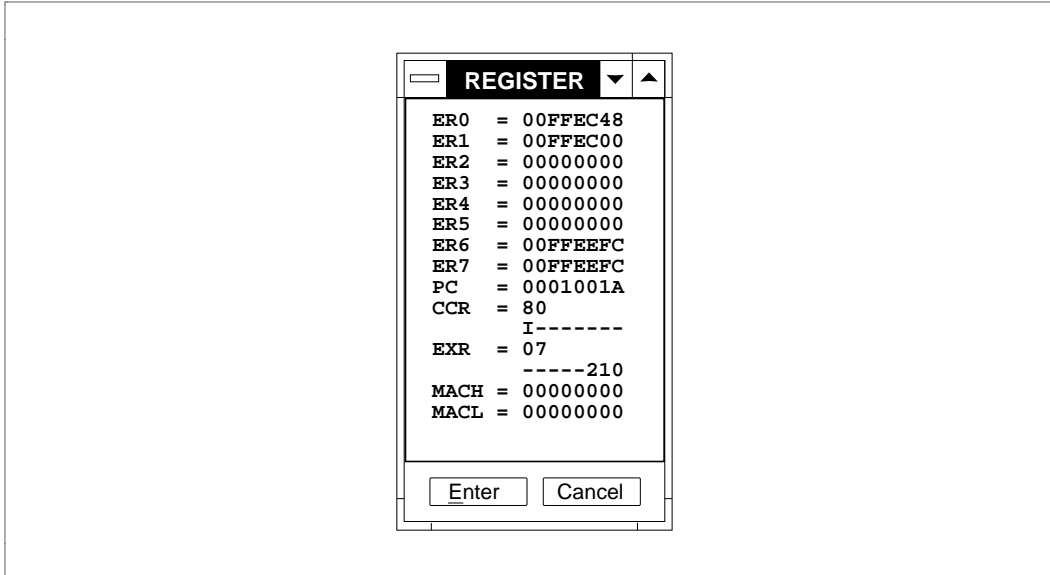 REGISTER
ER0 = 00FFEC48
ER1 = 00FFEC00
ER2 = 00000000
ER3 = 00000000
ER4 = 00000000
ER5 = 00000000
ER6 = 00FFEEFC
ER7 = 00FFEEFC
PC = 0001001A
CCR = 80
I-------
EXR = 07
-----210
MACH = 00000000
MACL = 00000000
Enter Cancel